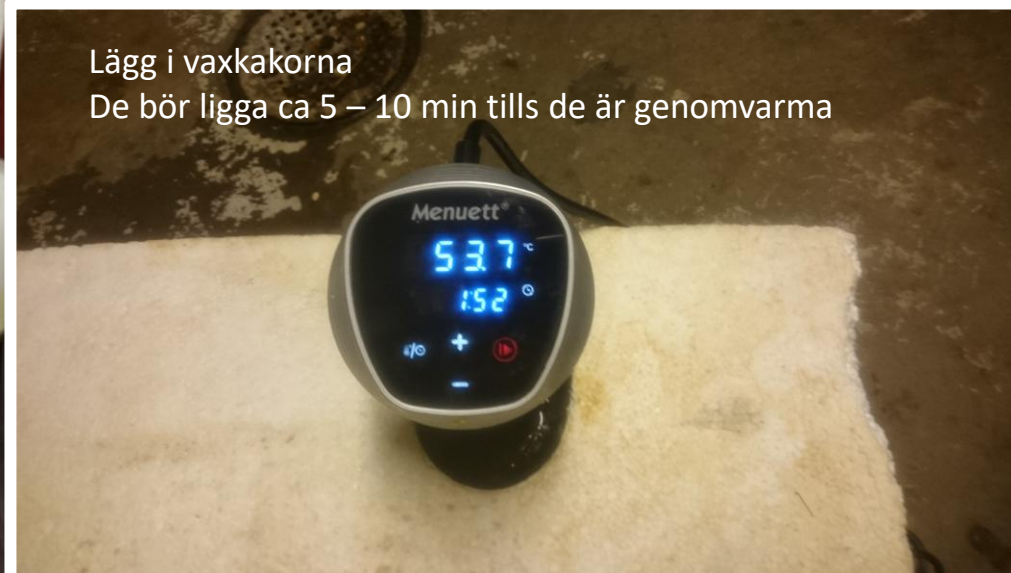 Lägg i vaxkakorna
De bör ligga ca 5 – 10 min tills de är genomvarma
Menuett®
53.7 °C
1:52
+
−